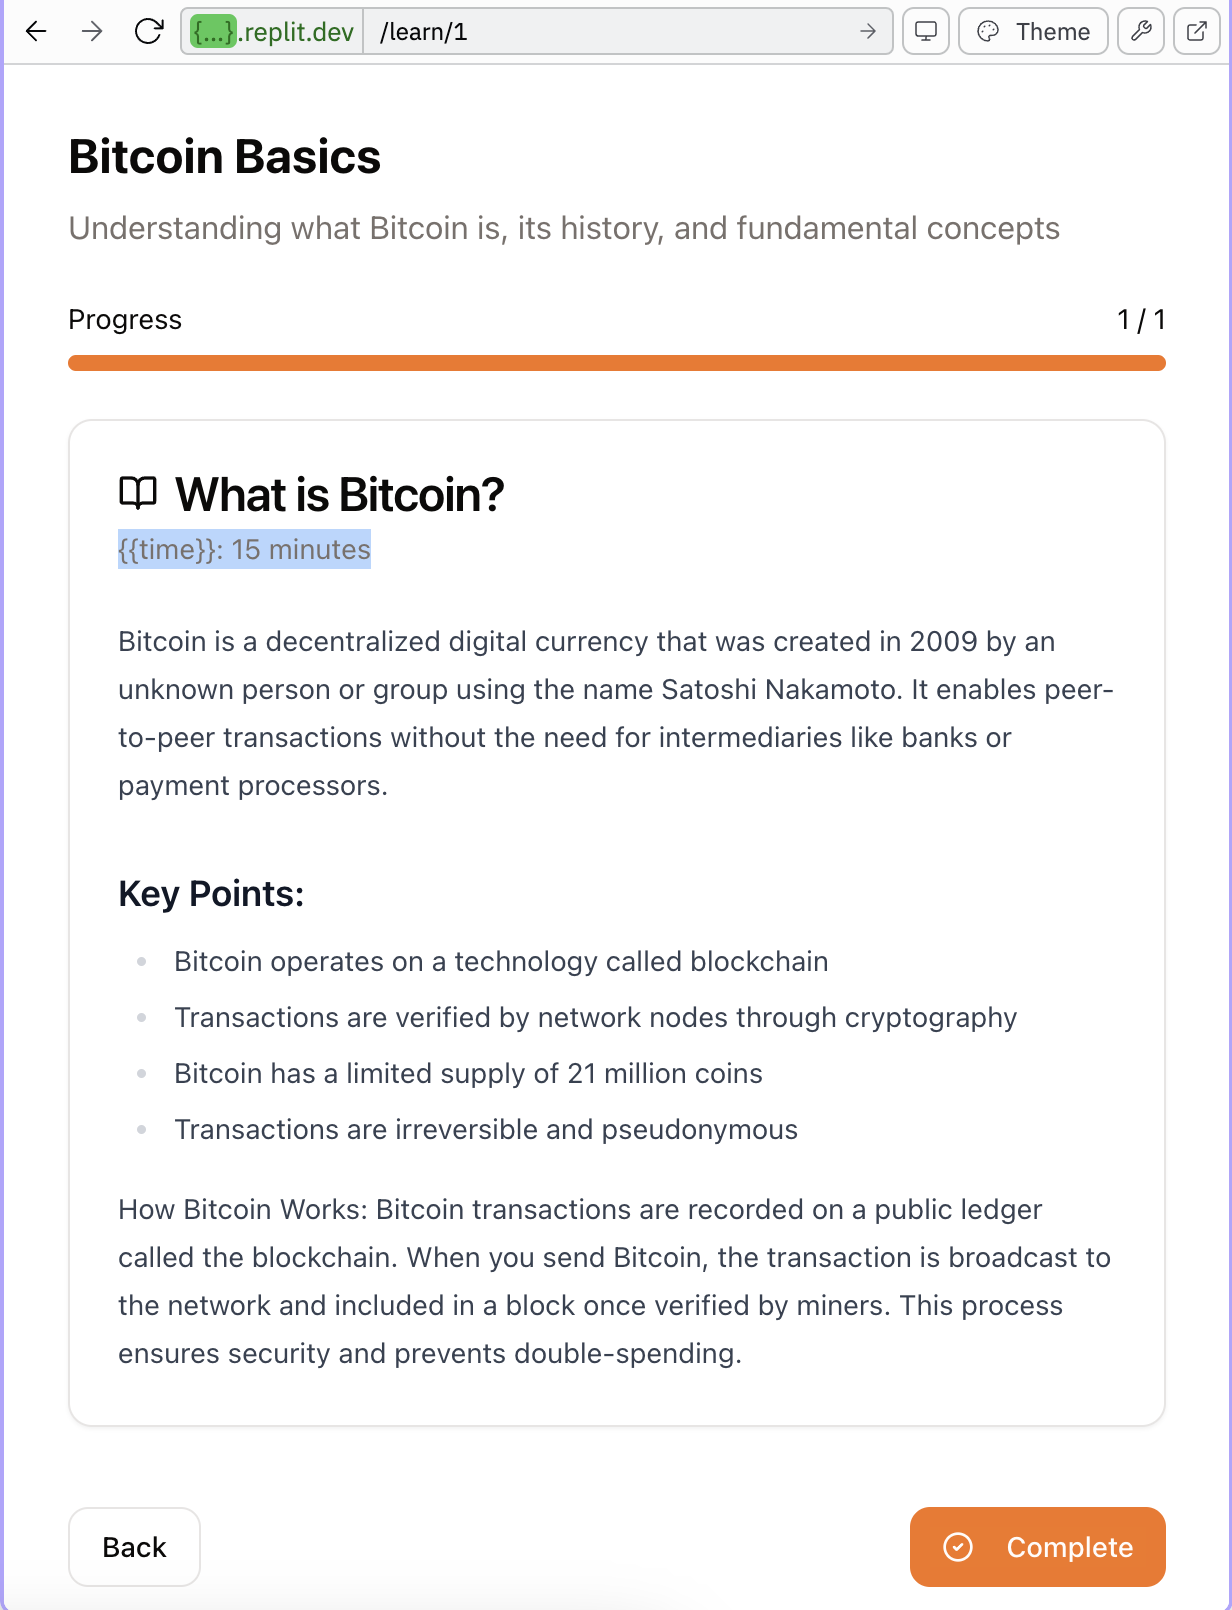 {...}.replit.dev /learn/1 Theme
Bitcoin Basics
Understanding what Bitcoin is, its history, and fundamental concepts
Progress 1 / 1
What is Bitcoin?
{{time}}: 15 minutes
Bitcoin is a decentralized digital currency that was created in 2009 by an
unknown person or group using the name Satoshi Nakamoto. It enables peer-
to-peer transactions without the need for intermediaries like banks or
payment processors.
Key Points:
• Bitcoin operates on a technology called blockchain
• Transactions are verified by network nodes through cryptography
• Bitcoin has a limited supply of 21 million coins
• Transactions are irreversible and pseudonymous
How Bitcoin Works: Bitcoin transactions are recorded on a public ledger
called the blockchain. When you send Bitcoin, the transaction is broadcast to
the network and included in a block once verified by miners. This process
ensures security and prevents double-spending.
Back Complete